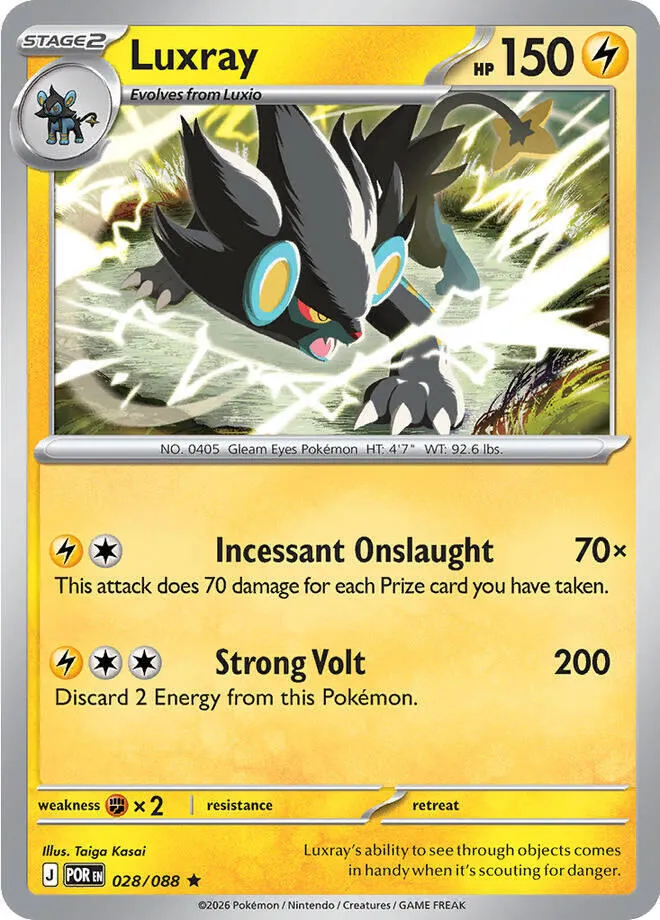 STAGE2
Luxray
HP 150
Evolves from Luxio
NO. 0405 Gleam Eyes Pokémon HT: 4'7" WT: 92.6 lbs.
Incessant Onslaught 70×
This attack does 70 damage for each Prize card you have taken.
Strong Volt 200
Discard 2 Energy from this Pokémon.
weakness ×2 resistance retreat
Illus. Taiga Kasai
Luxray's ability to see through objects comes
in handy when it's scouting for danger.
J POR EN 028/088 ★
©2026 Pokémon / Nintendo / Creatures / GAME FREAK